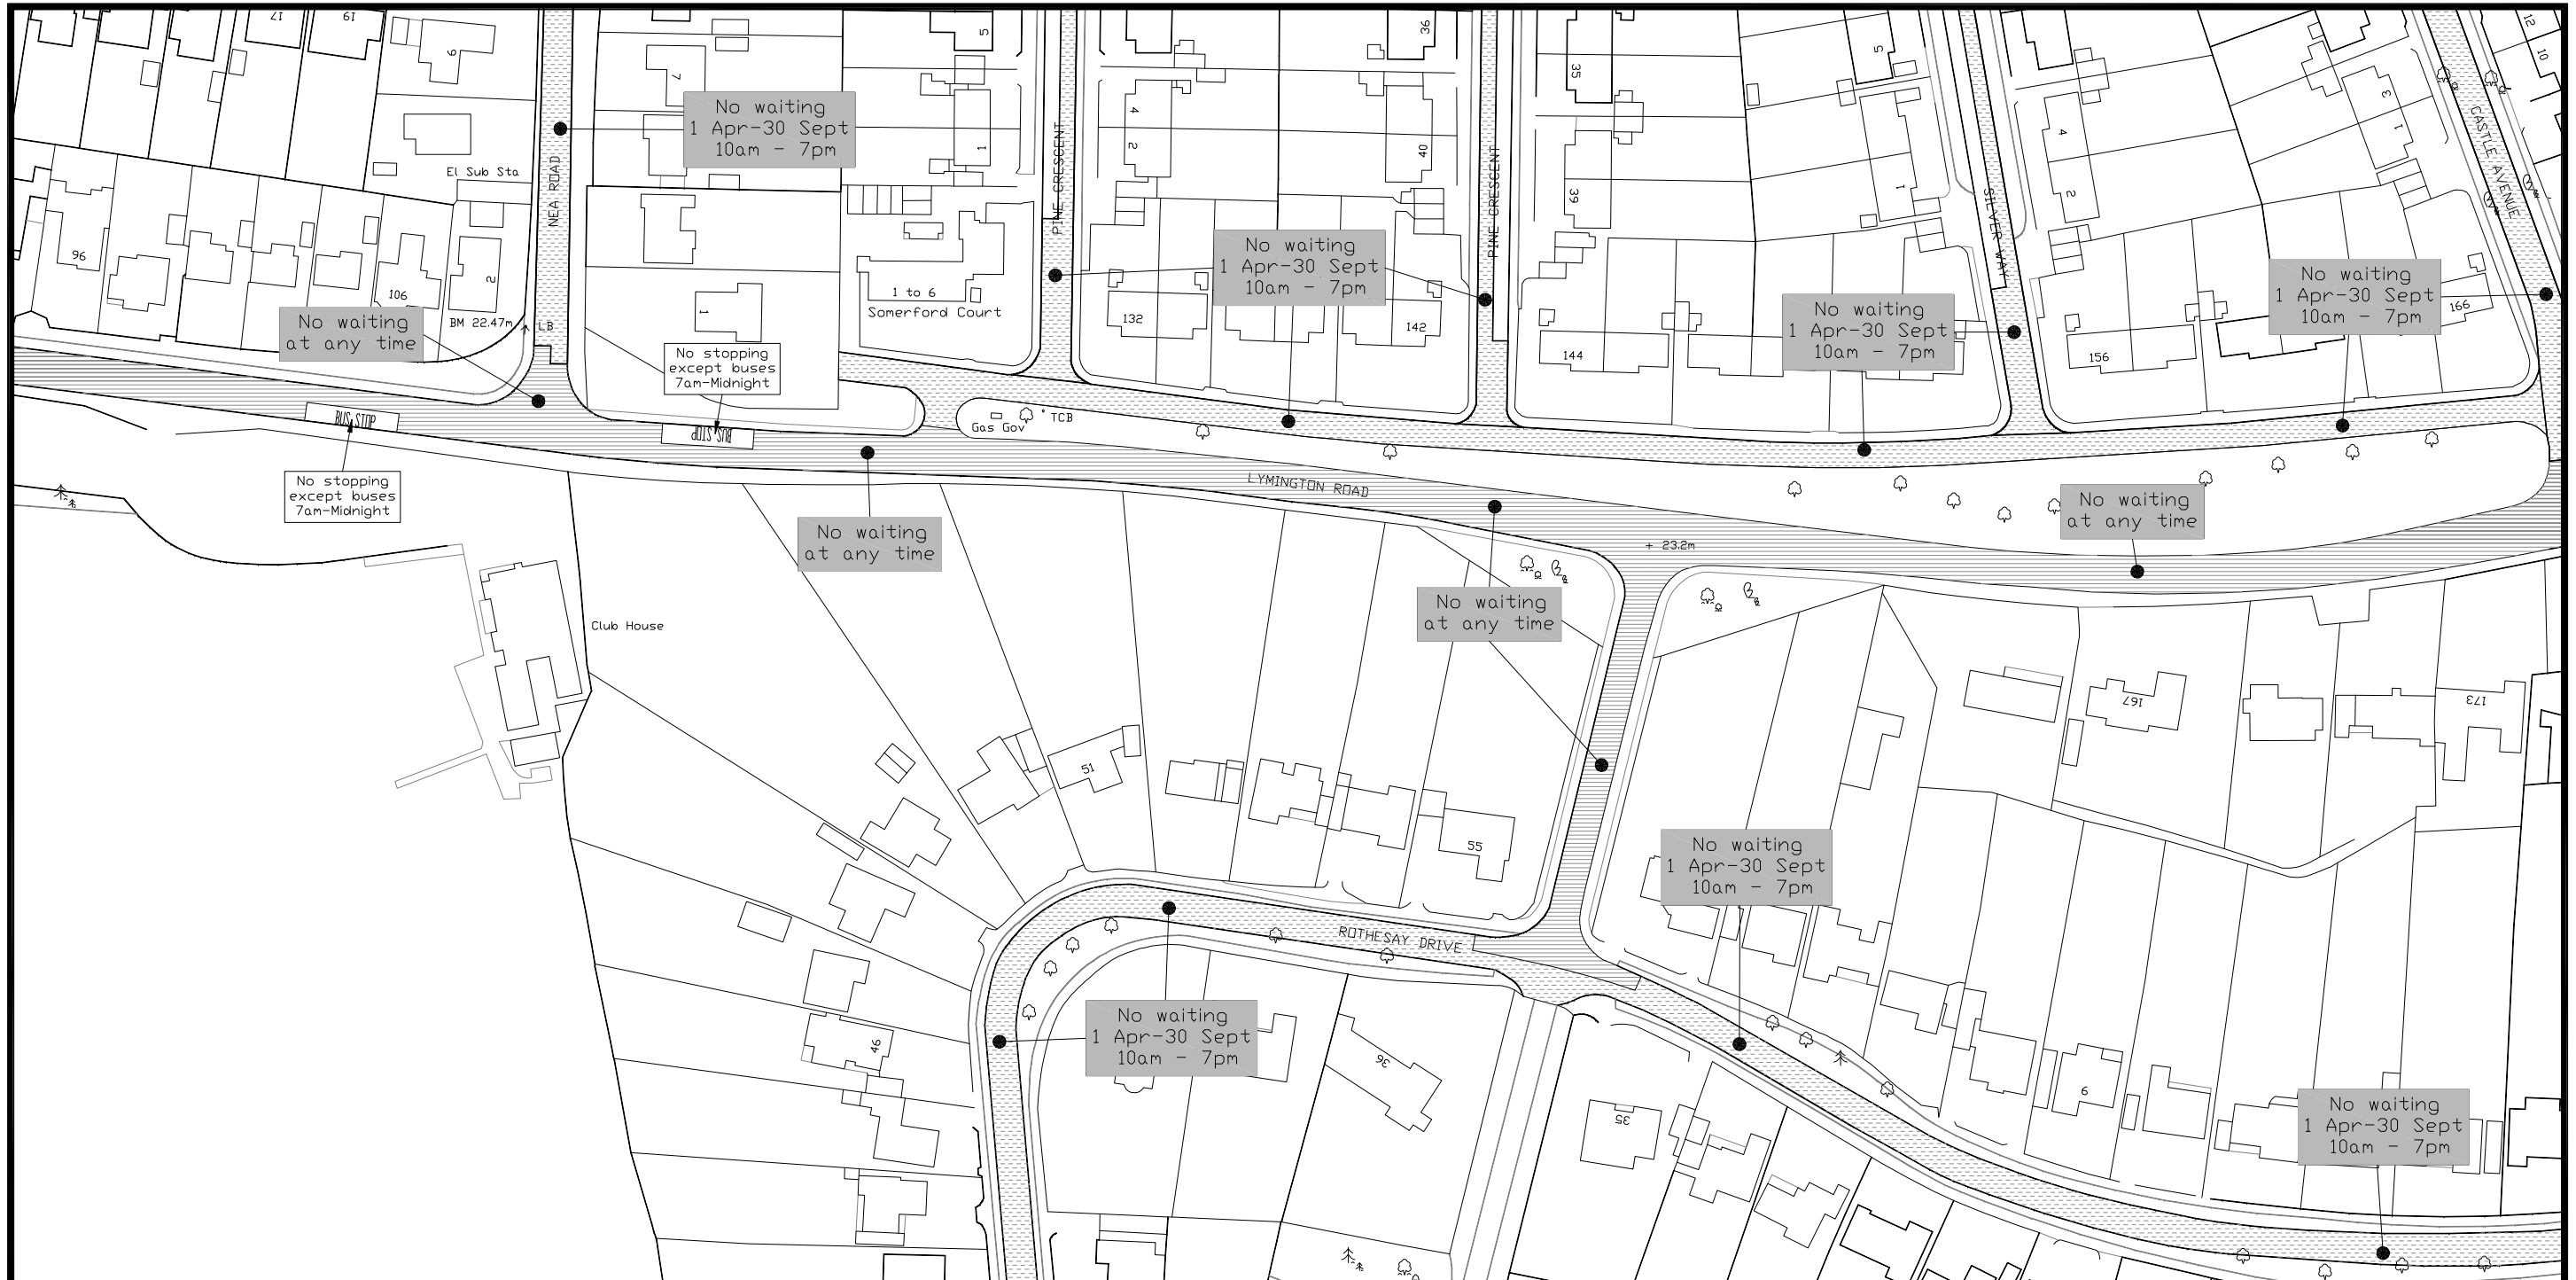 17
19
9
5
36
35
5
12
10
7
No waiting
1 Apr-30 Sept
10am - 7pm
4
2
1
40
39
1
4
2
3
1
CASTLE AVENUE
El Sub Sta
NEA ROAD
PINE CRESCENT
PINE CRESCENT
SILVER WAY
96
106
2
BM 22.47m
LB
No waiting
at any time
1
1 to 6
Somerford Court
132
142
No waiting
1 Apr-30 Sept
10am - 7pm
144
No waiting
1 Apr-30 Sept
10am - 7pm
156
No waiting
1 Apr-30 Sept
10am - 7pm
166
No stopping
except buses
7am-Midnight
BUS STOP
BUS STOP
Gas Gov
TCB
No stopping
except buses
7am-Midnight
LYMINGTON ROAD
No waiting
at any time
No waiting
at any time
+ 23.2m
No waiting
at any time
Club House
167
173
51
55
No waiting
1 Apr-30 Sept
10am - 7pm
ROTHESAY DRIVE
46
No waiting
1 Apr-30 Sept
10am - 7pm
36
35
9
No waiting
1 Apr-30 Sept
10am - 7pm